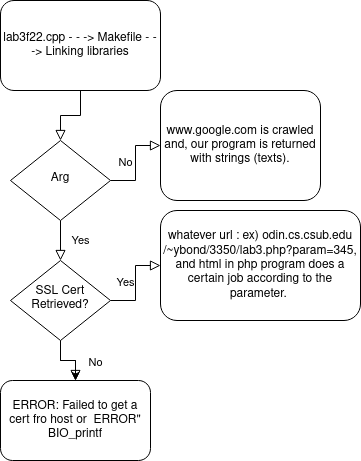 lab3f22.cpp - - -> Makefile - -
-> Linking libraries
www.google.com is crawled
and, our program is returned
with strings (texts).
No
Arg
Yes
whatever url : ex) odin.cs.csub.edu
/~ybond/3350/lab3.php?param=345,
and html in php program does a
certain job according to the
parameter.
Yes
SSL Cert
Retrieved?
No
ERROR: Failed to get a
cert fro host or  ERROR"
BIO_printf